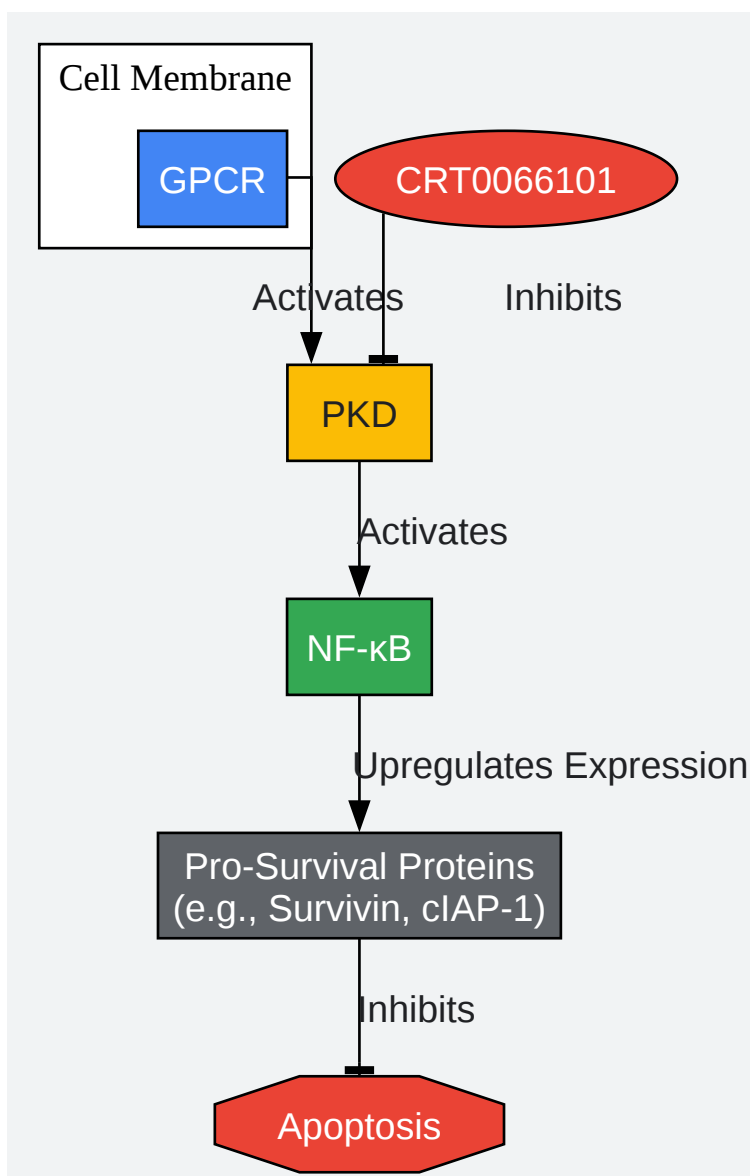 Cell Membrane
GPCR
CRT0066101
Activates
Inhibits
PKD
Activates
NF-κB
Upregulates Expression
Pro-Survival Proteins
(e.g., Survivin, cIAP-1)
Inhibits
Apoptosis